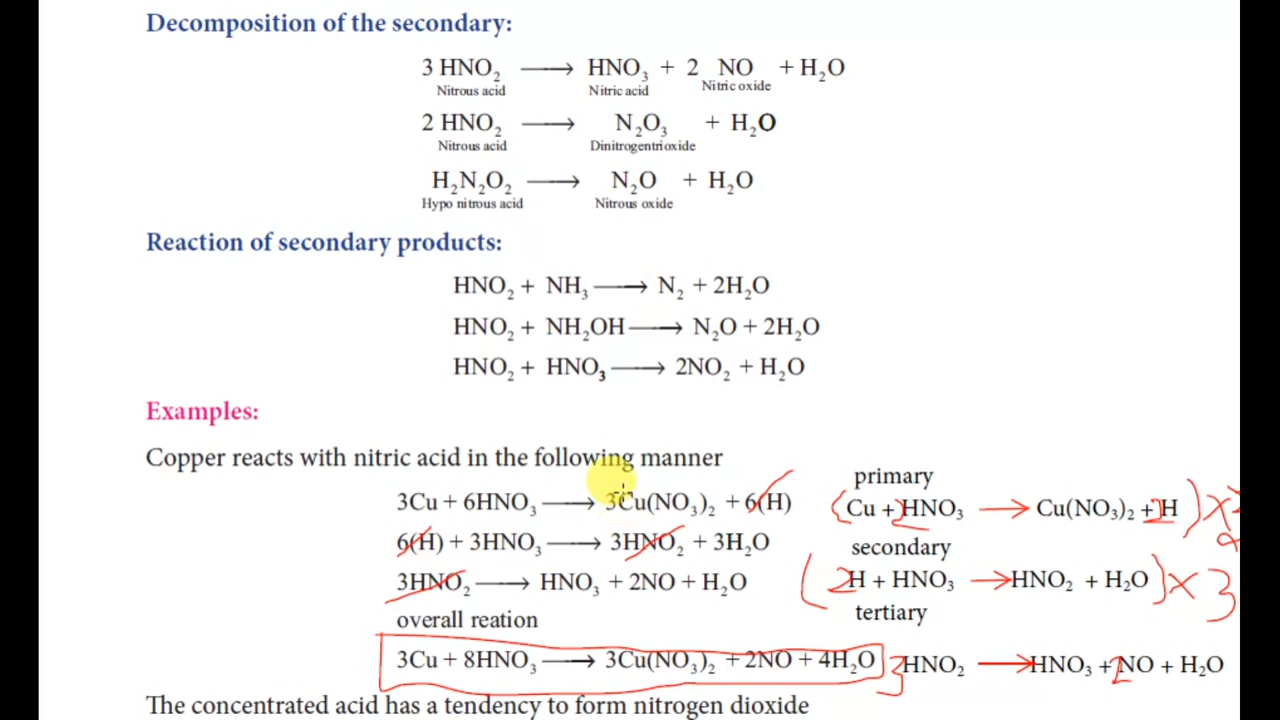 Decomposition of the secondary:
3 HNO₂ ⟶ HNO₃ + 2 NO + H₂O
Nitrous acid Nitric acid Nitric oxide
2 HNO₂ ⟶ N₂O₃ + H₂O
Nitrous acid Dinitrogentrioxide
H₂N₂O₂ ⟶ N₂O + H₂O
Hypo nitrous acid Nitrous oxide
Reaction of secondary products:
HNO₂ + NH₃ ⟶ N₂ + 2H₂O
HNO₂ + NH₂OH ⟶ N₂O + 2H₂O
HNO₂ + HNO₃ ⟶ 2NO₂ + H₂O
Examples:
Copper reacts with nitric acid in the following manner
3Cu + 6HNO₃ ⟶ 3Cu(NO₃)₂ + 6(H)
6(H) + 3HNO₃ ⟶ 3HNO₂ + 3H₂O
3HNO₂ ⟶ HNO₃ + 2NO + H₂O
overall reation
3Cu + 8HNO₃ ⟶ 3Cu(NO₃)₂ + 2NO + 4H₂O
The concentrated acid has a tendency to form nitrogen dioxide
primary
(Cu + 2HNO₃ ⟶ Cu(NO₃)₂ + 2H) ×
secondary
(2H + HNO₃ ⟶ HNO₂ + H₂O) × 3
tertiary
3HNO₂ ⟶ HNO₃ + 2NO + H₂O